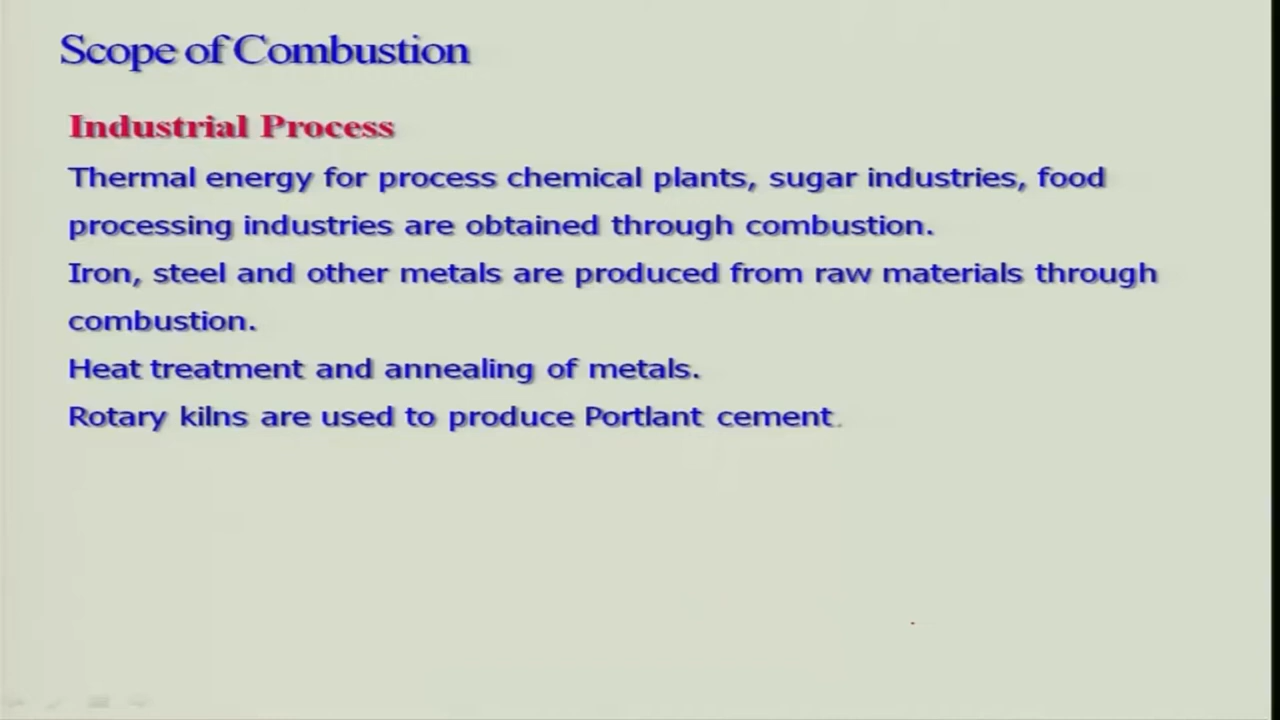 Scope of Combustion
Industrial Process
Thermal energy for process chemical plants, sugar industries, food
processing industries are obtained through combustion.
Iron, steel and other metals are produced from raw materials through
combustion.
Heat treatment and annealing of metals.
Rotary kilns are used to produce Portlant cement.